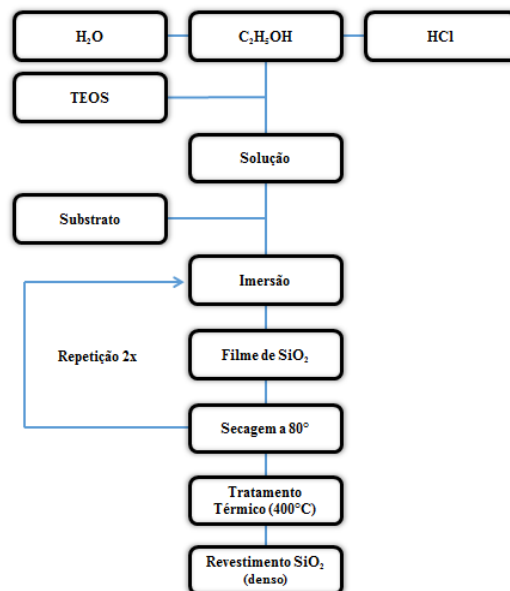 H₂O
C₂H₅OH
HCl
TEOS
Solução
Substrato
Imersão
Repetição 2x
Filme de SiO₂
Secagem a 80°
Tratamento
Térmico (400°C)
Revestimento SiO₂
(denso)